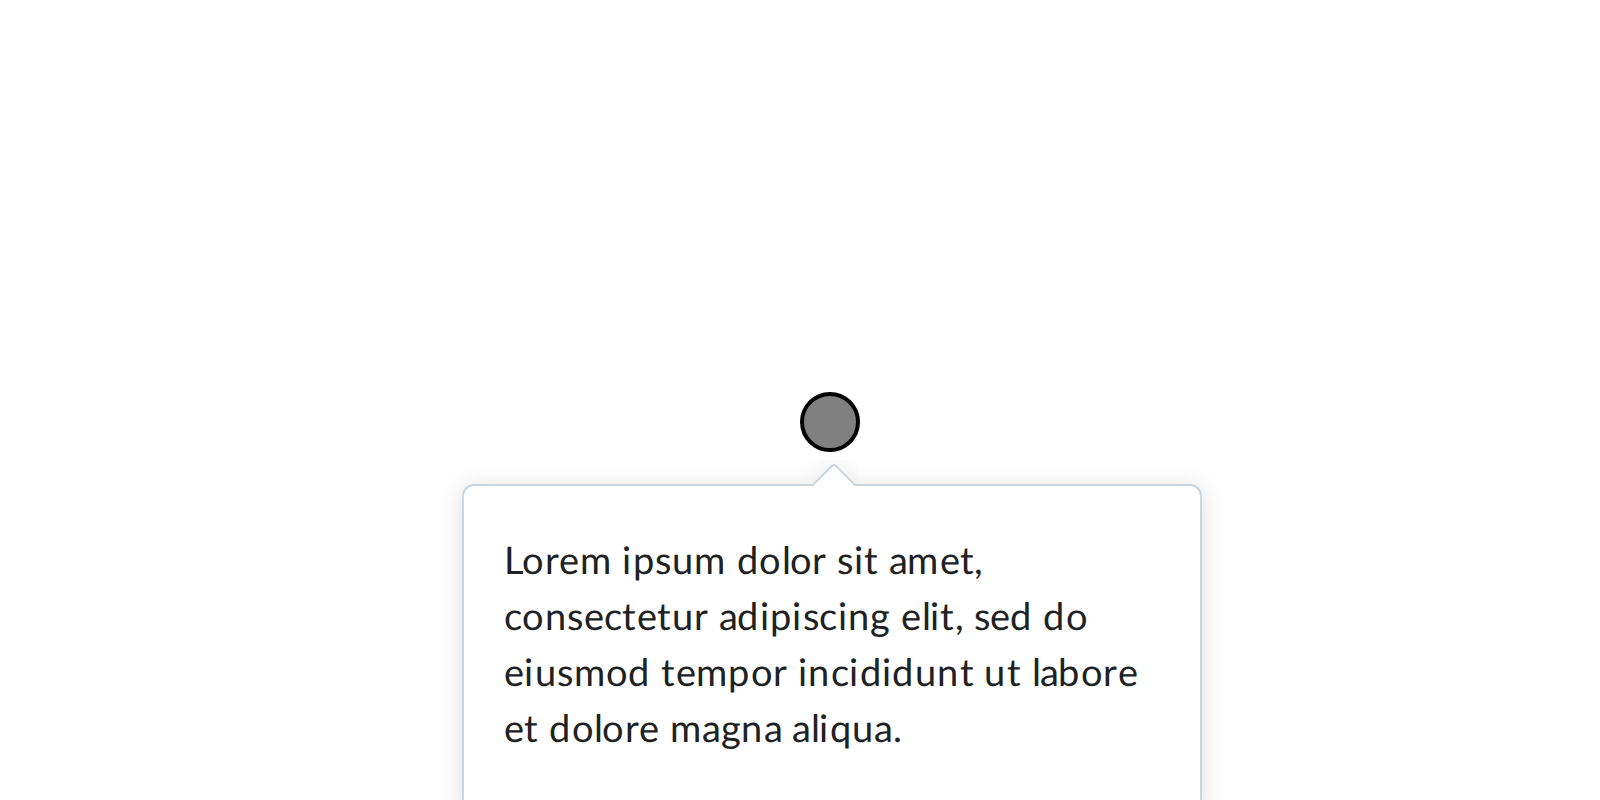 Lorem ipsum dolor sit amet,
consectetur adipiscing elit, sed do
eiusmod tempor incididunt ut labore
et dolore magna aliqua.